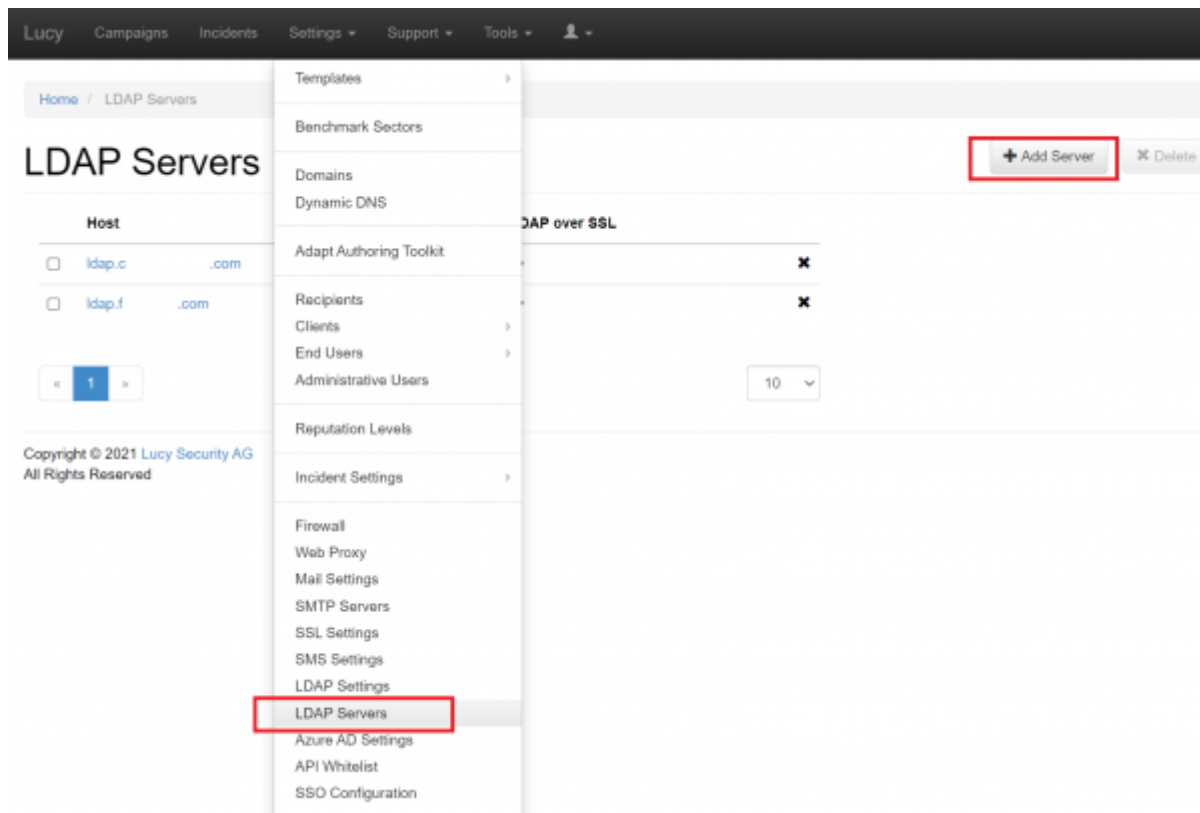 Lucy Campaigns Incidents Settings Support Tools
Home / LDAP Servers
LDAP Servers
+ Add Server
✖ Delete
Host
DAP over SSL
ldap.c .com
-
ldap.f .com
-
« 1 »
10
Copyright © 2021 Lucy Security AG
All Rights Reserved
Templates
Benchmark Sectors
Domains
Dynamic DNS
Adapt Authoring Toolkit
Recipients
Clients
End Users
Administrative Users
Reputation Levels
Incident Settings
Firewall
Web Proxy
Mail Settings
SMTP Servers
SSL Settings
SMS Settings
LDAP Settings
LDAP Servers
Azure AD Settings
API Whitelist
SSO Configuration